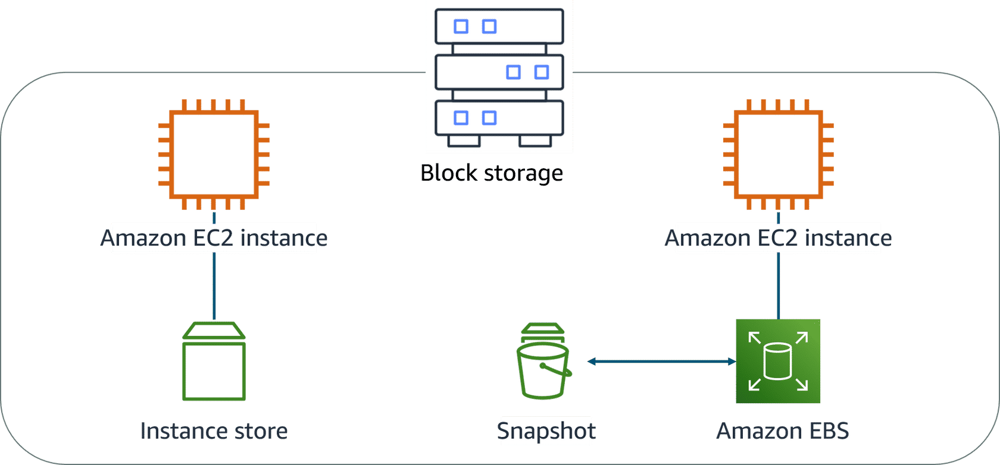 Block storage
Amazon EC2 instance
Amazon EC2 instance
Instance store
Snapshot
Amazon EBS